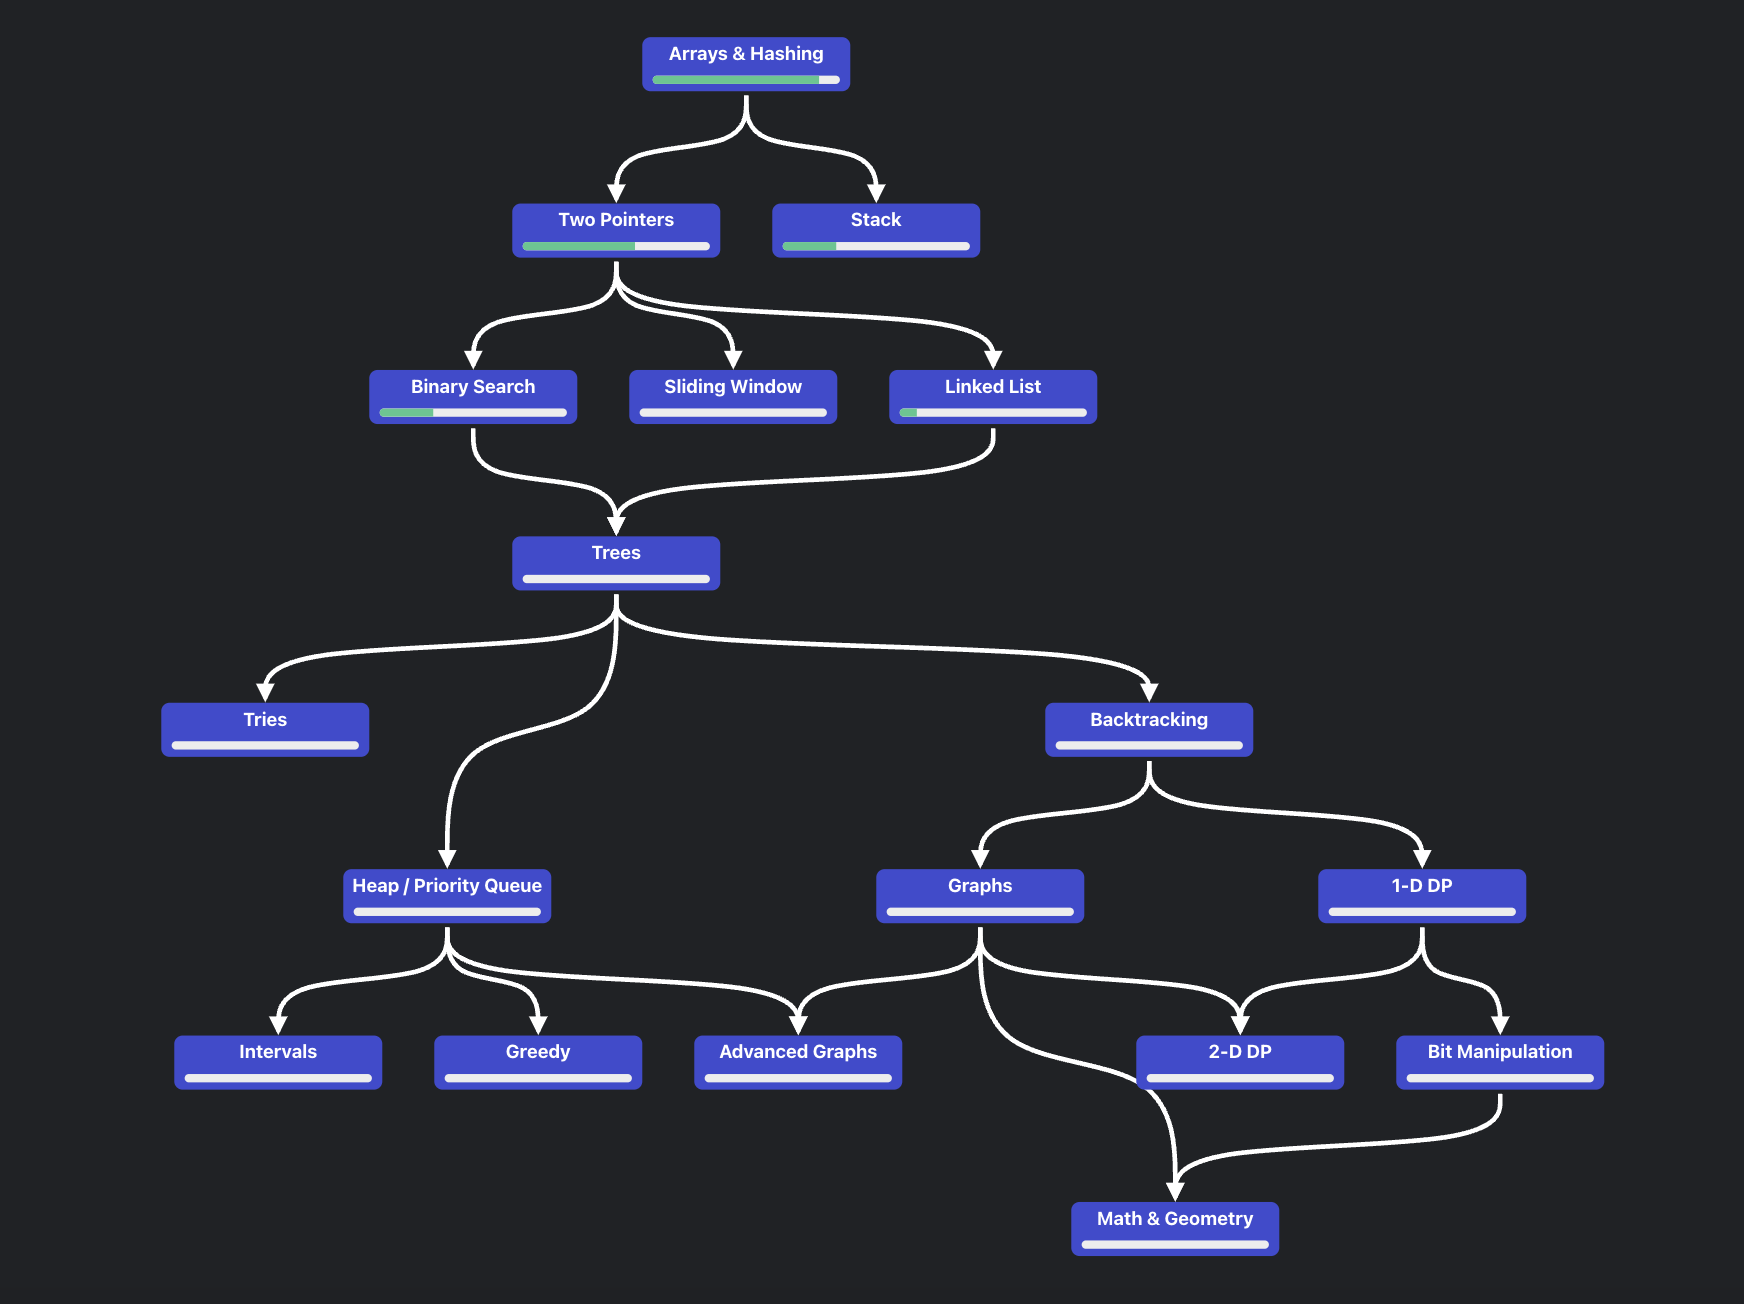 Arrays & Hashing
Two Pointers
Stack
Binary Search
Sliding Window
Linked List
Trees
Tries
Backtracking
Heap / Priority Queue
Graphs
1-D DP
Intervals
Greedy
Advanced Graphs
2-D DP
Bit Manipulation
Math & Geometry